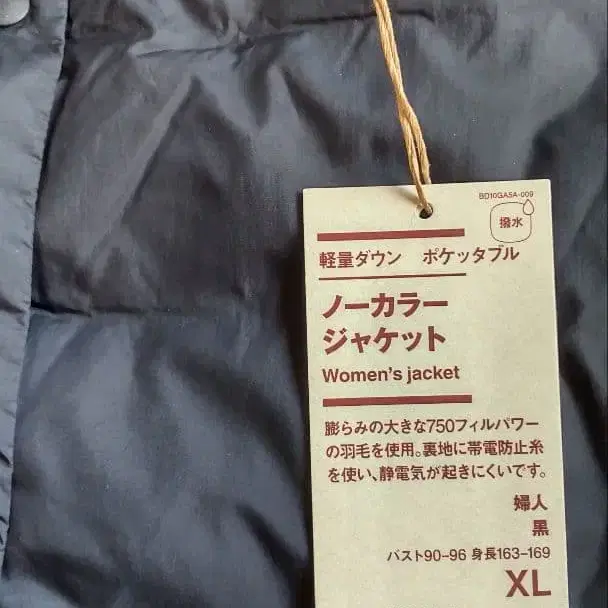 BD10GA5A-009
撥水
軽量ダウン ポケッタブル
ノーカラー
ジャケット
Women's jacket
膨らみの大きな750フィルパワー
の羽毛を使用。裏地に帯電防止糸
を使い、静電気が起きにくいです。
婦人
黒
バスト90-96 身長163-169
XL